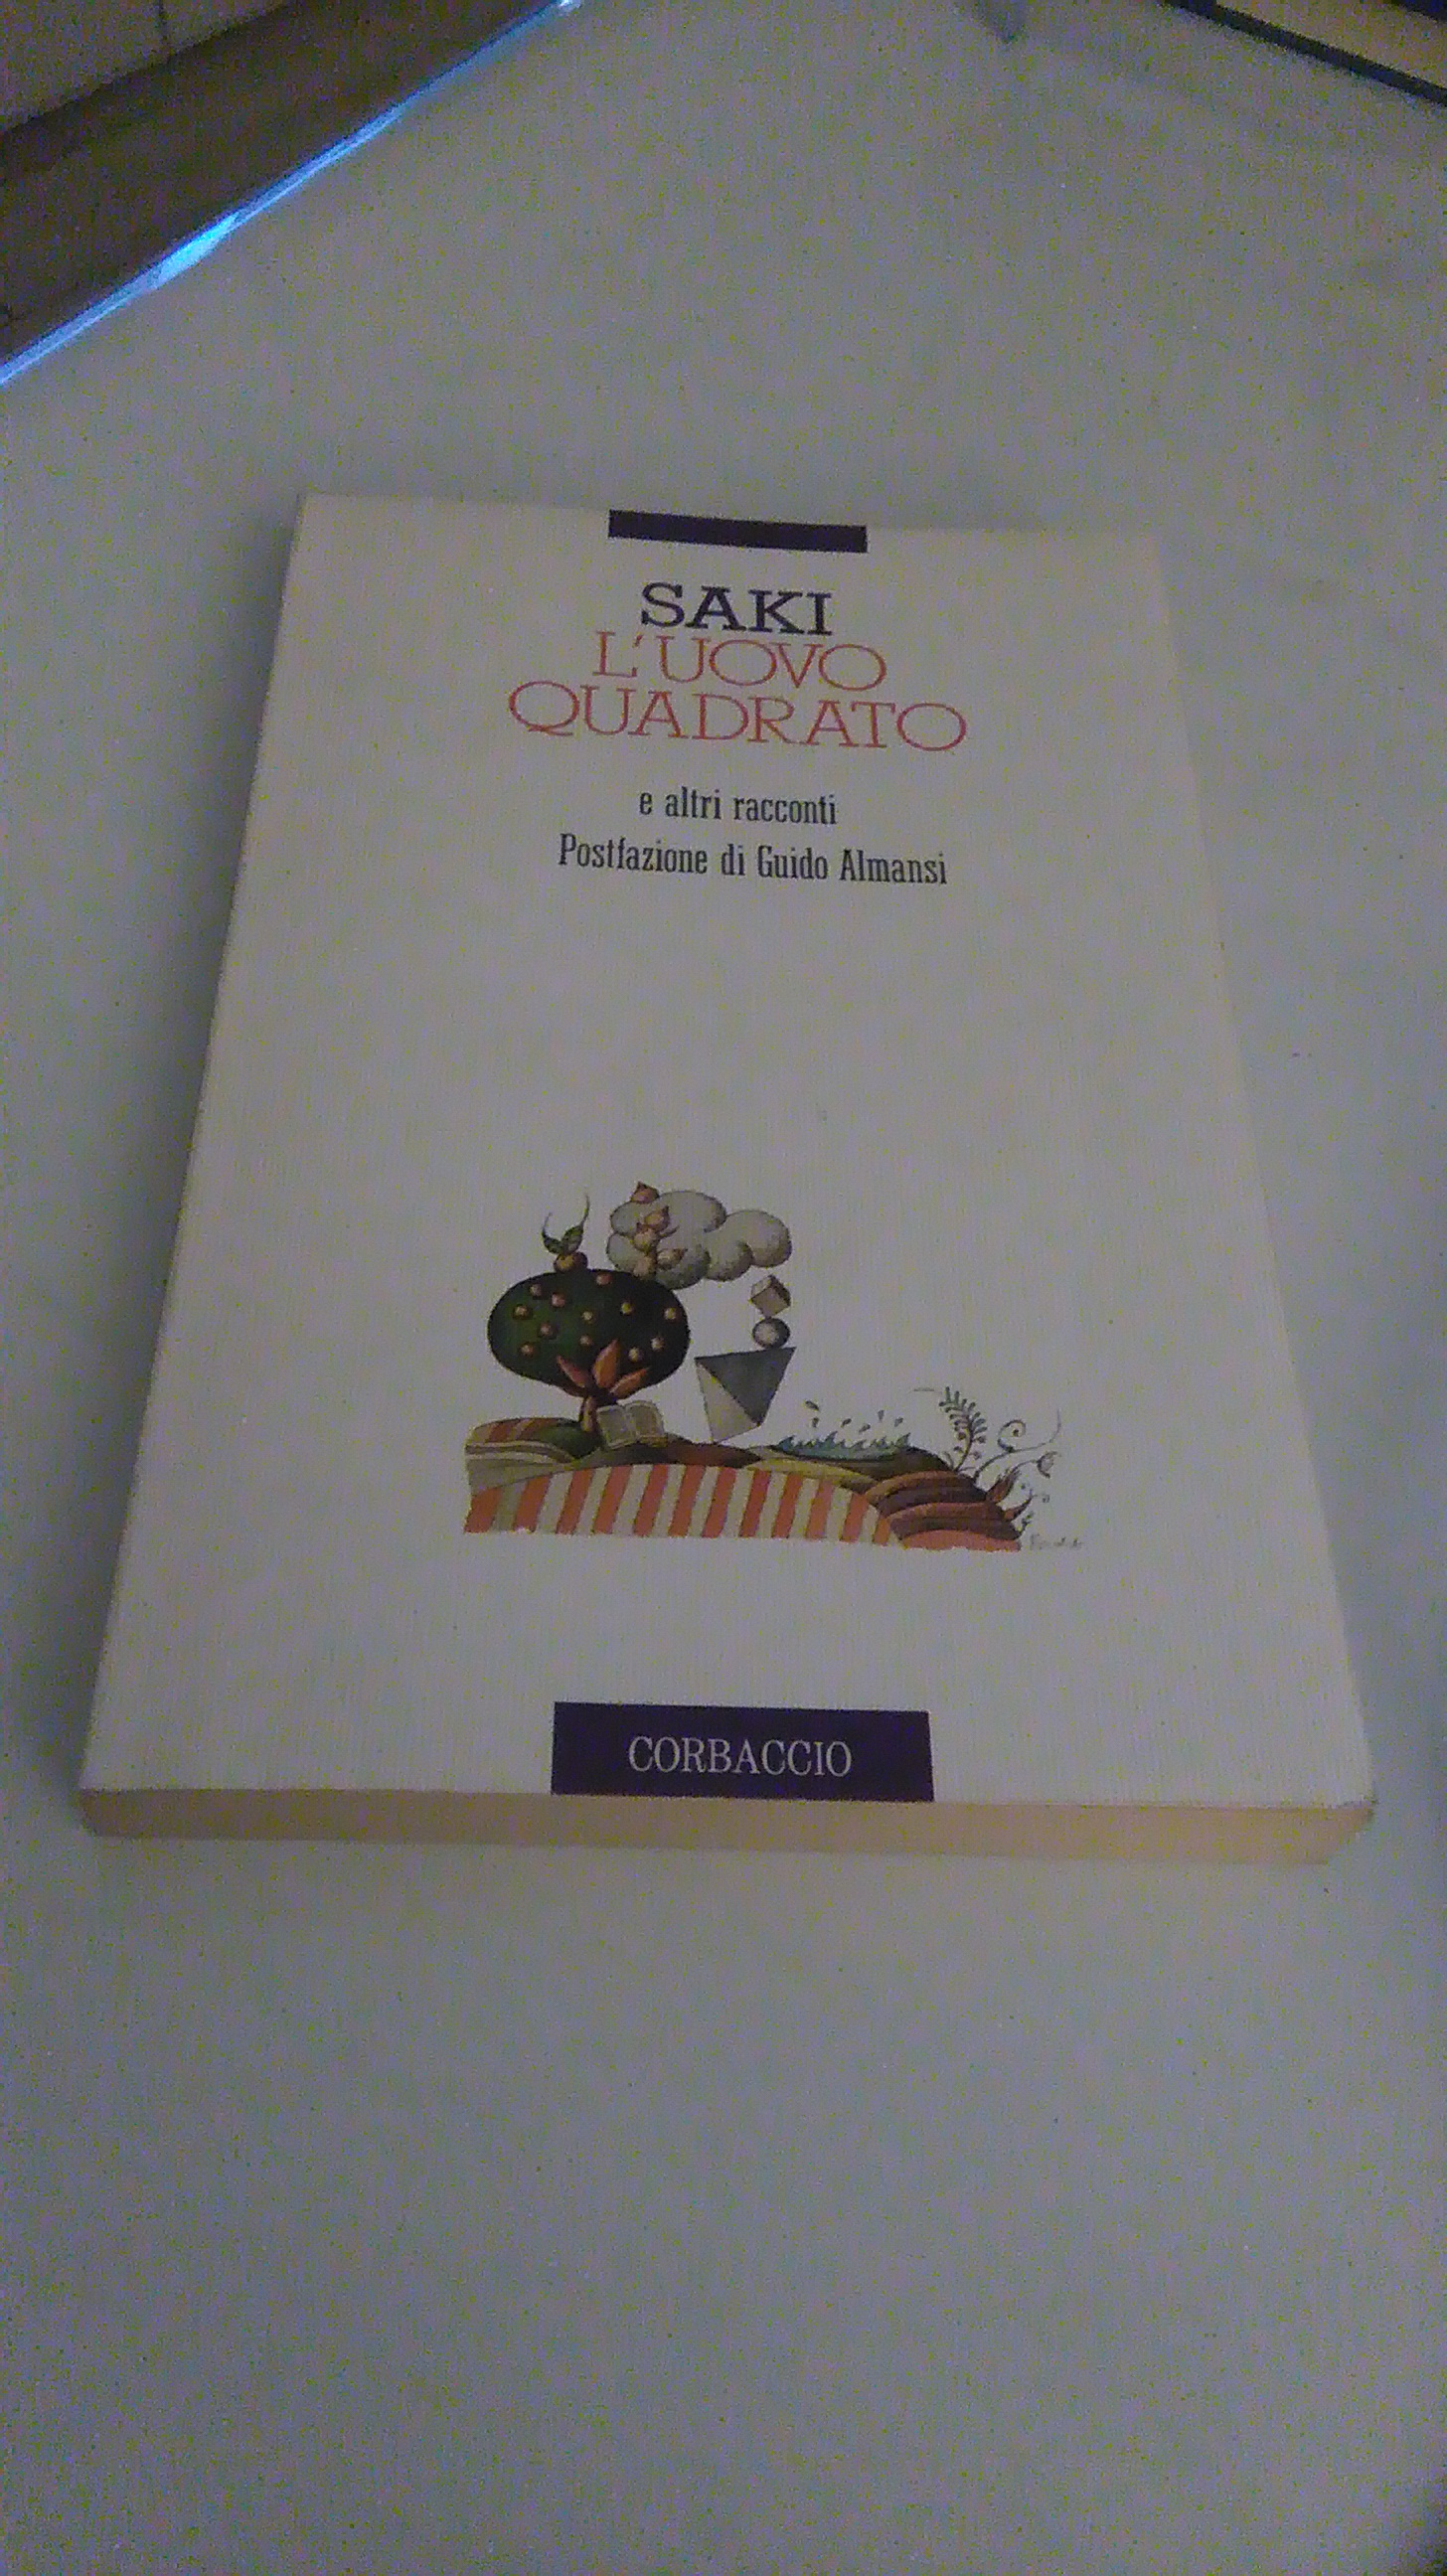 SAKI
L'UOVO
QUADRATO
e altri racconti
Postfazione di Guido Almansi
CORBACCIO